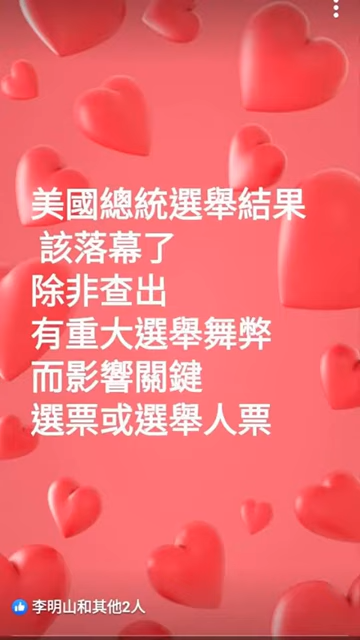 美國總統選舉結果
該落幕了
除非查出
有重大選舉舞弊
而影響關鍵
選票或選舉人票
李明山和其他2人